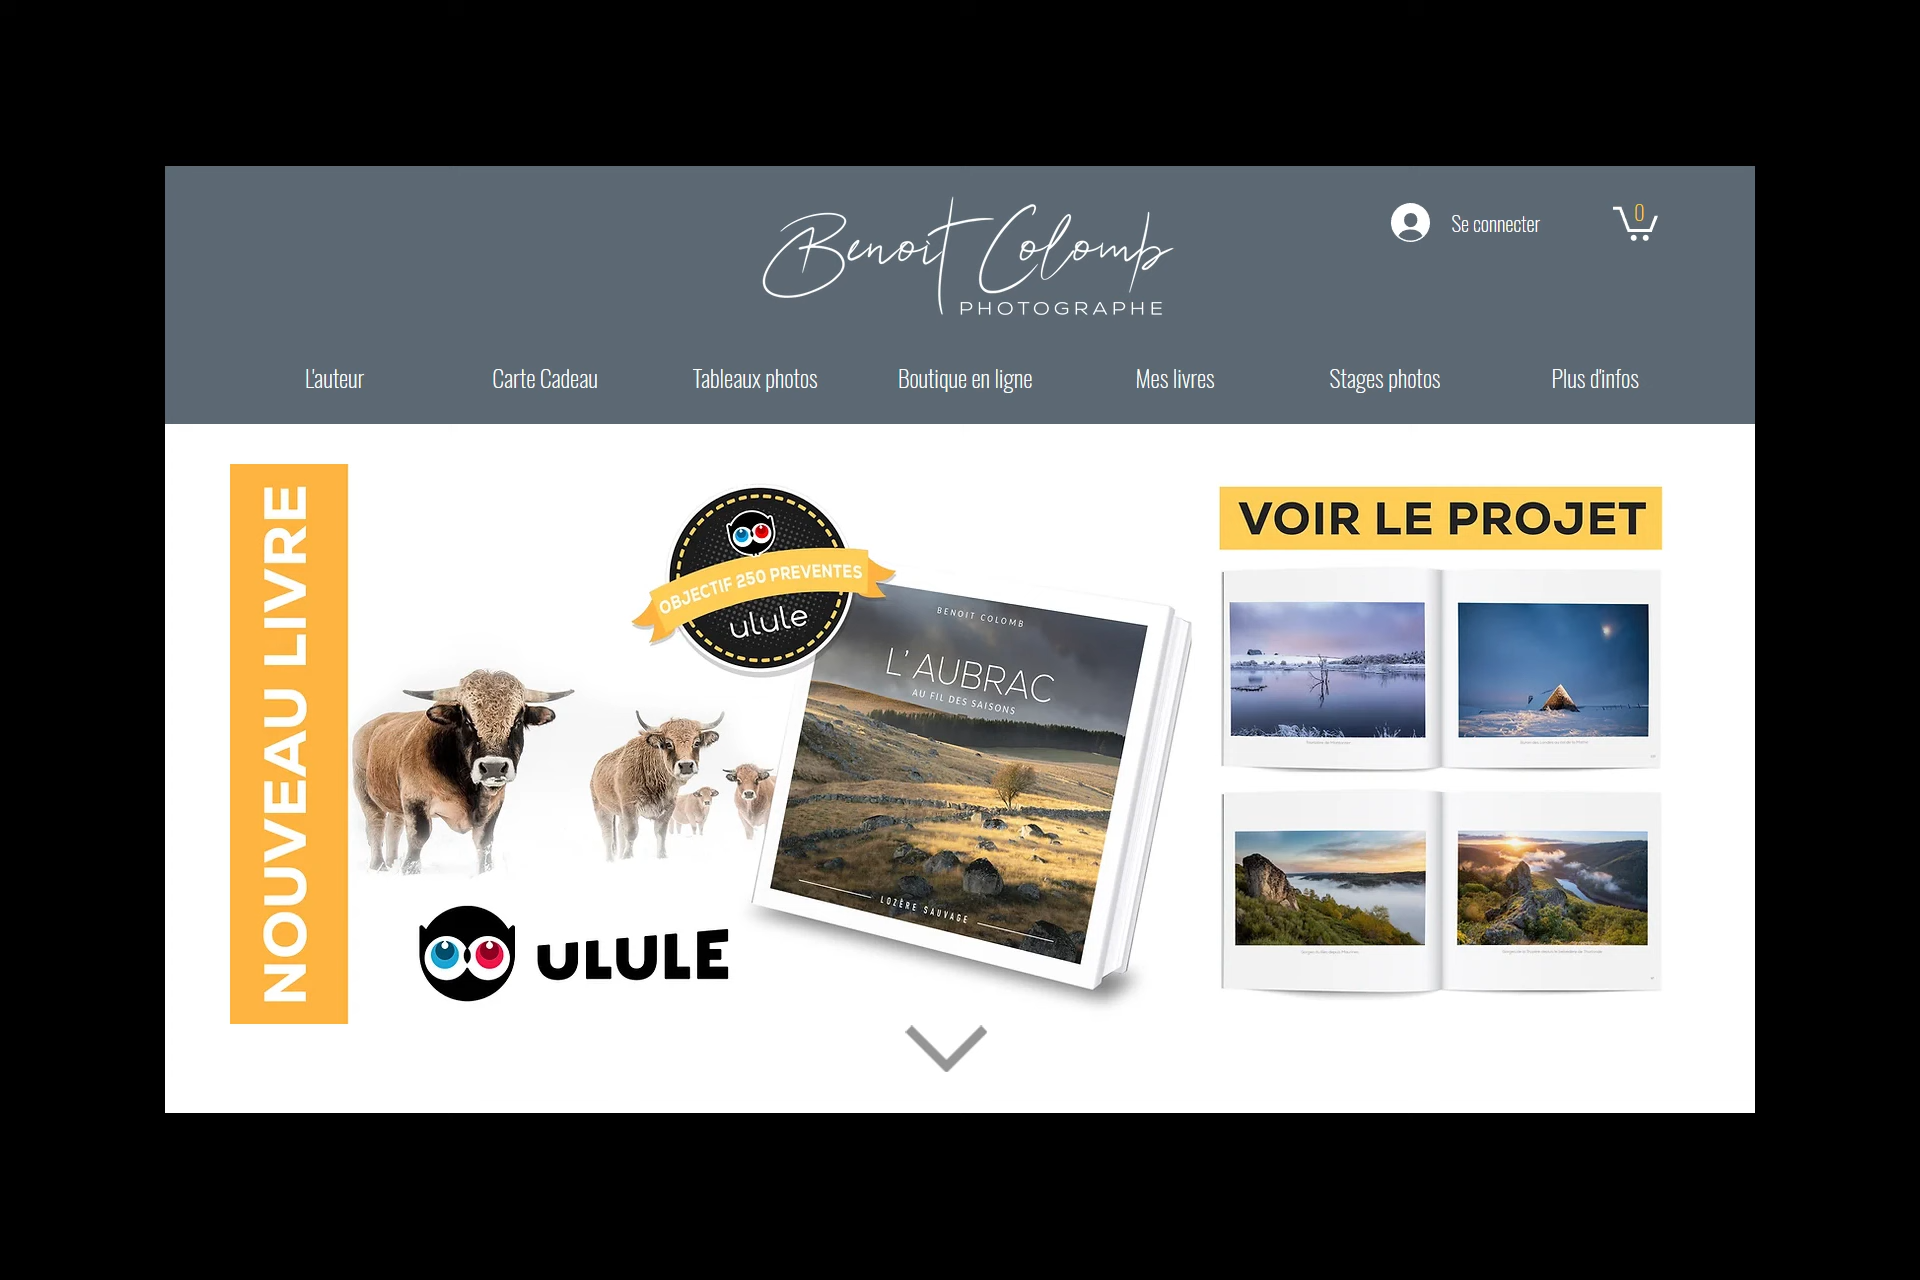 Benoit Colomb
PHOTOGRAPHE
Se connecter
0
L'auteur
Carte Cadeau
Tableaux photos
Boutique en ligne
Mes livres
Stages photos
Plus d'infos
NOUVEAU LIVRE
OBJECTIF 250 PREVENTES
ulule
BENOIT COLOMB
L'AUBRAC
AU FIL DES SAISONS
LOZÈRE SAUVAGE
ULULE
VOIR LE PROJET